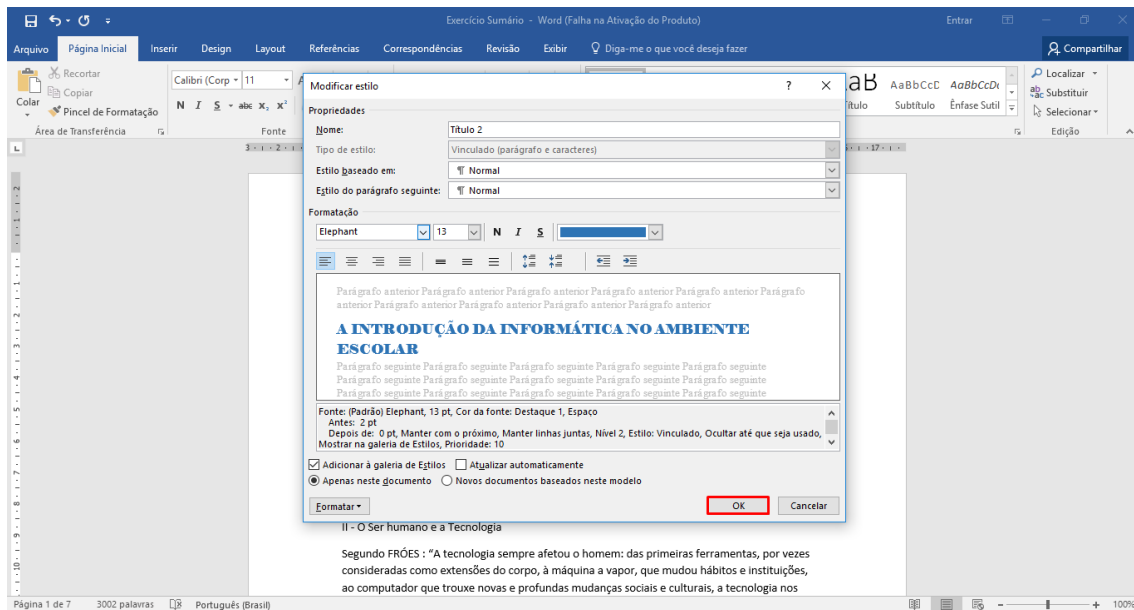 Exercício Sumário - Word (Falha na Ativação do Produto)
Entrar
Arquivo Página Inicial Inserir Design Layout Referências Correspondências Revisão Exibir Diga-me o que você deseja fazer Compartilhar
Colar
Recortar
Copiar
Pincel de Formatação
Área de Transferência
Calibri (Corp 11
N I S abc X₂ X²
Fonte
AaBbCcD AaBbCcDc
Subtítulo Ênfase Sutil
Localizar
Substituir
Selecionar
Edição
Modificar estilo ? ×
Propriedades
Nome: Título 2
Tipo de estilo: Vinculado (parágrafo e caracteres)
Estilo baseado em: ¶ Normal
Estilo do parágrafo seguinte: ¶ Normal
Formatação
Elephant 13 N I S
Parágrafo anterior Parágrafo anterior Parágrafo anterior Parágrafo anterior Parágrafo anterior Parágrafo
anterior Parágrafo anterior Parágrafo anterior Parágrafo anterior Parágrafo anterior
A INTRODUÇÃO DA INFORMÁTICA NO AMBIENTE
ESCOLAR
Parágrafo seguinte Parágrafo seguinte Parágrafo seguinte Parágrafo seguinte Parágrafo seguinte
Parágrafo seguinte Parágrafo seguinte Parágrafo seguinte Parágrafo seguinte Parágrafo seguinte
Parágrafo seguinte Parágrafo seguinte Parágrafo seguinte Parágrafo seguinte Parágrafo seguinte
Fonte: (Padrão) Elephant, 13 pt, Cor da fonte: Destaque 1, Espaço
Antes: 2 pt
Depois de: 0 pt, Manter com o próximo, Manter linhas juntas, Nível 2, Estilo: Vinculado, Ocultar até que seja usado,
Mostrar na galeria de Estilos, Prioridade: 10
Adicionar à galeria de Estilos Atualizar automaticamente
Apenas neste documento Novos documentos baseados neste modelo
Formatar OK Cancelar
II - O Ser humano e a Tecnologia
Segundo FRÓES : “A tecnologia sempre afetou o homem: das primeiras ferramentas, por vezes
consideradas como extensões do corpo, à máquina a vapor, que mudou hábitos e instituições,
ao computador que trouxe novas e profundas mudanças sociais e culturais, a tecnologia nos
Página 1 de 7 3002 palavras Português (Brasil) 100%